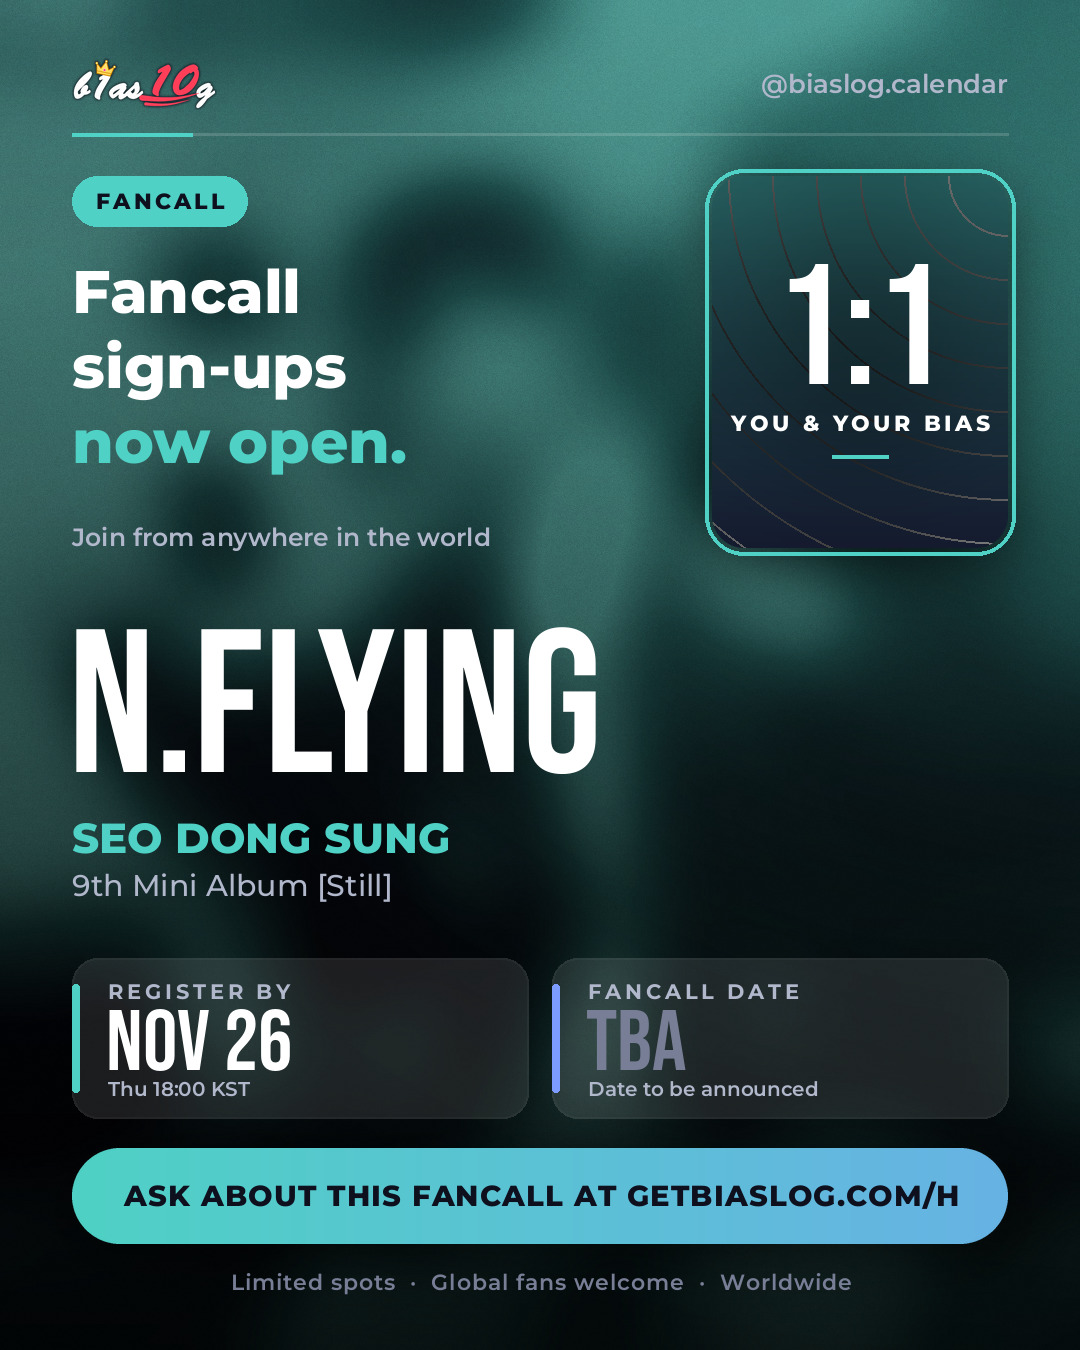 b1as10g
@biaslog.calendar
FANCALL
Fancall
sign-ups
now open.
Join from anywhere in the world
1:1
YOU & YOUR BIAS
N.FLYING
SEO DONG SUNG
9th Mini Album [Still]
REGISTER BY
NOV 26
Thu 18:00 KST
FANCALL DATE
TBA
Date to be announced
ASK ABOUT THIS FANCALL AT GETBIASLOG.COM/H
Limited spots · Global fans welcome · Worldwide